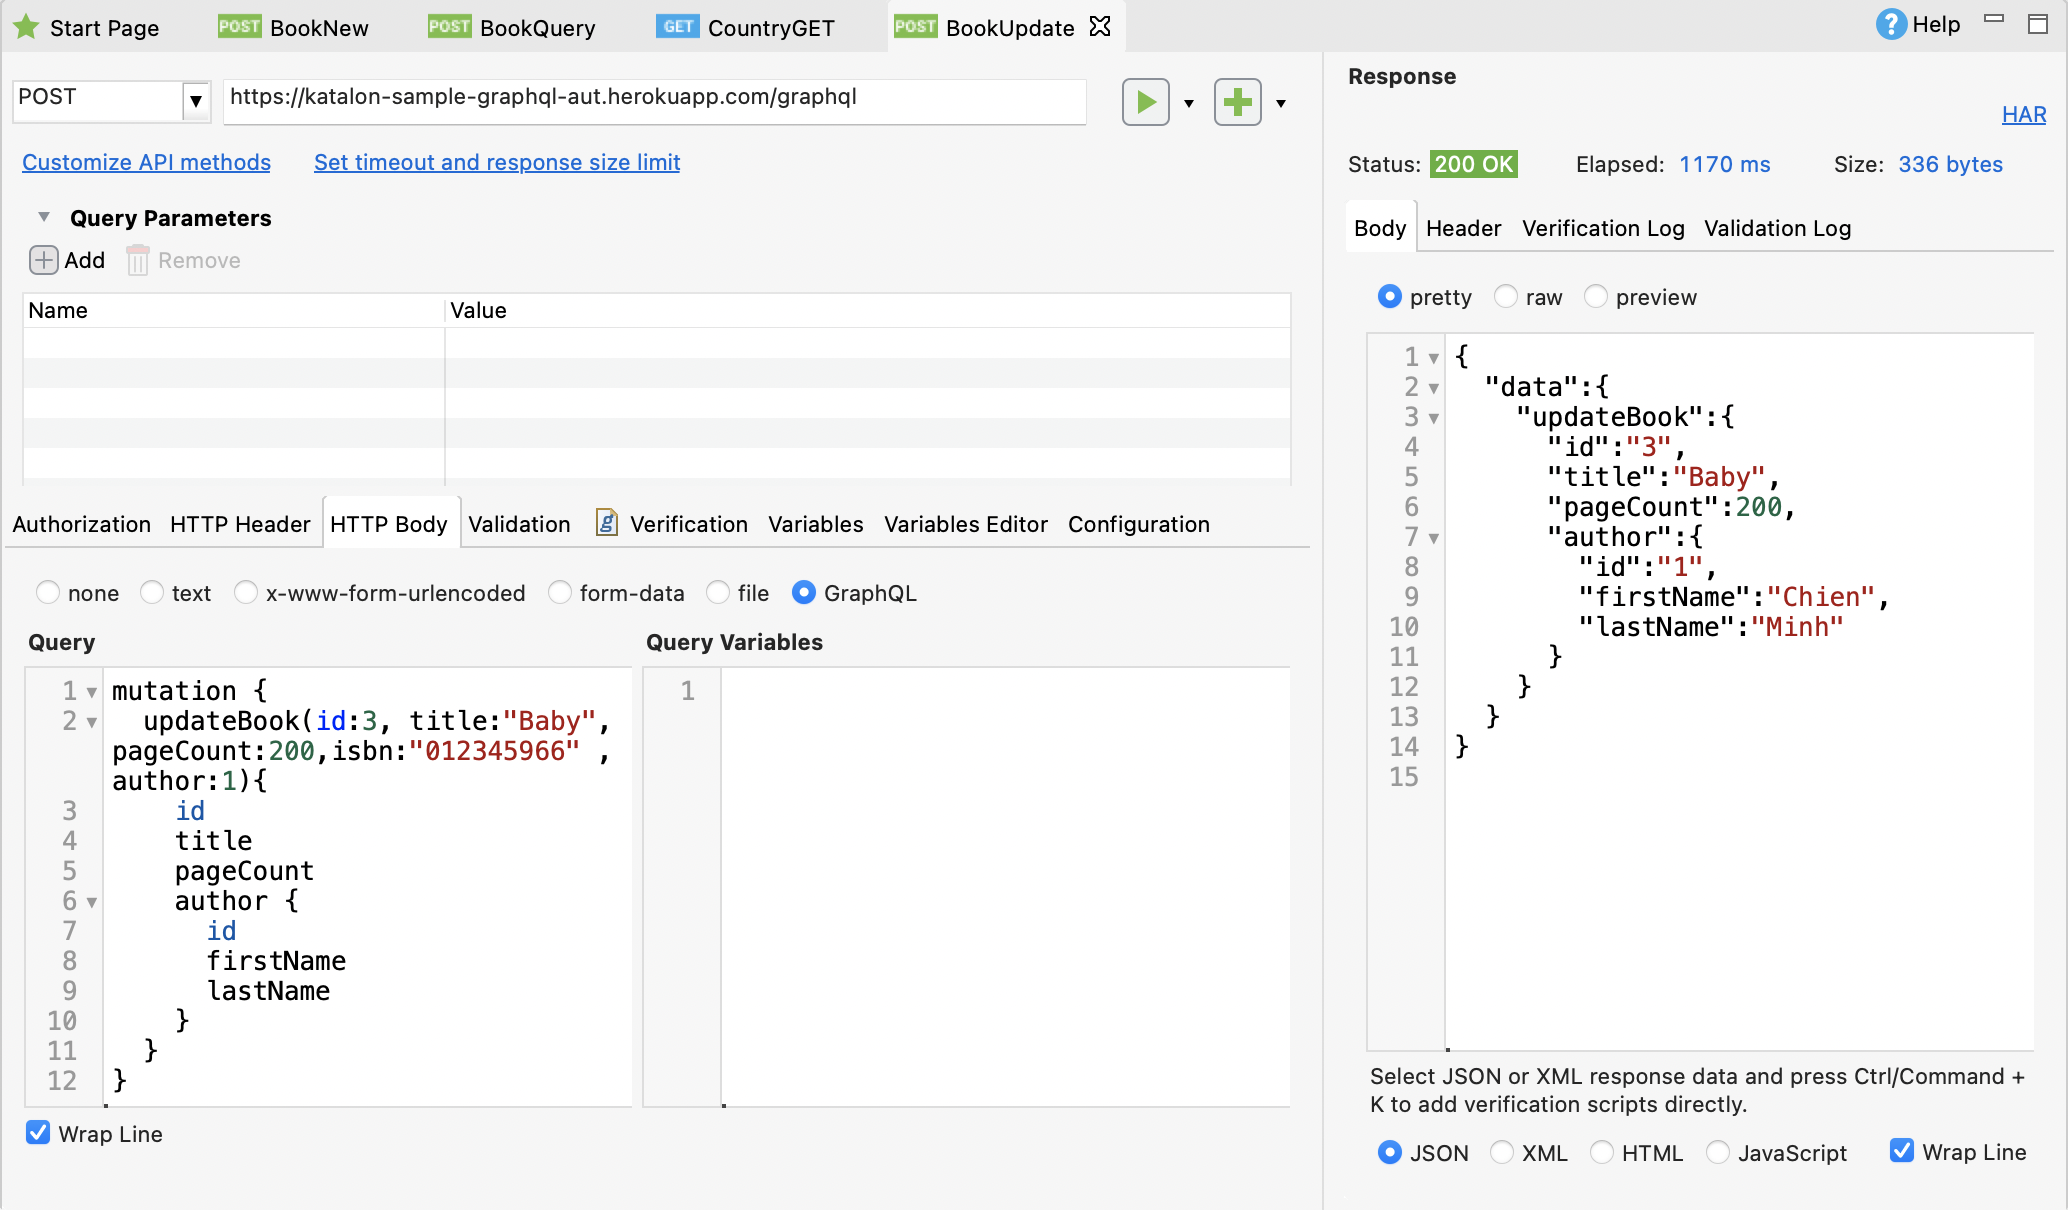 Start Page
POST BookNew
POST BookQuery
GET CountryGET
POST BookUpdate
? Help
POST
https://katalon-sample-graphql-aut.herokuapp.com/graphql
Customize API methods
Set timeout and response size limit
Query Parameters
Add
Remove
Name
Value
Authorization
HTTP Header
HTTP Body
Validation
Verification
Variables
Variables Editor
Configuration
none
text
x-www-form-urlencoded
form-data
file
GraphQL
Query
1 mutation {
2 updateBook(id:3, title:"Baby",
pageCount:200,isbn:"012345966" ,
author:1){
3 id
4 title
5 pageCount
6 author {
7 id
8 firstName
9 lastName
10 }
11 }
12 }
Wrap Line
Query Variables
1
Response
HAR
Status: 200 OK
Elapsed: 1170 ms
Size: 336 bytes
Body
Header
Verification Log
Validation Log
pretty
raw
preview
1 {
2 "data":{
3 "updateBook":{
4 "id":"3",
5 "title":"Baby",
6 "pageCount":200,
7 "author":{
8 "id":"1",
9 "firstName":"Chien",
10 "lastName":"Minh"
11 }
12 }
13 }
14 }
15
Select JSON or XML response data and press Ctrl/Command +
K to add verification scripts directly.
JSON
XML
HTML
JavaScript
Wrap Line